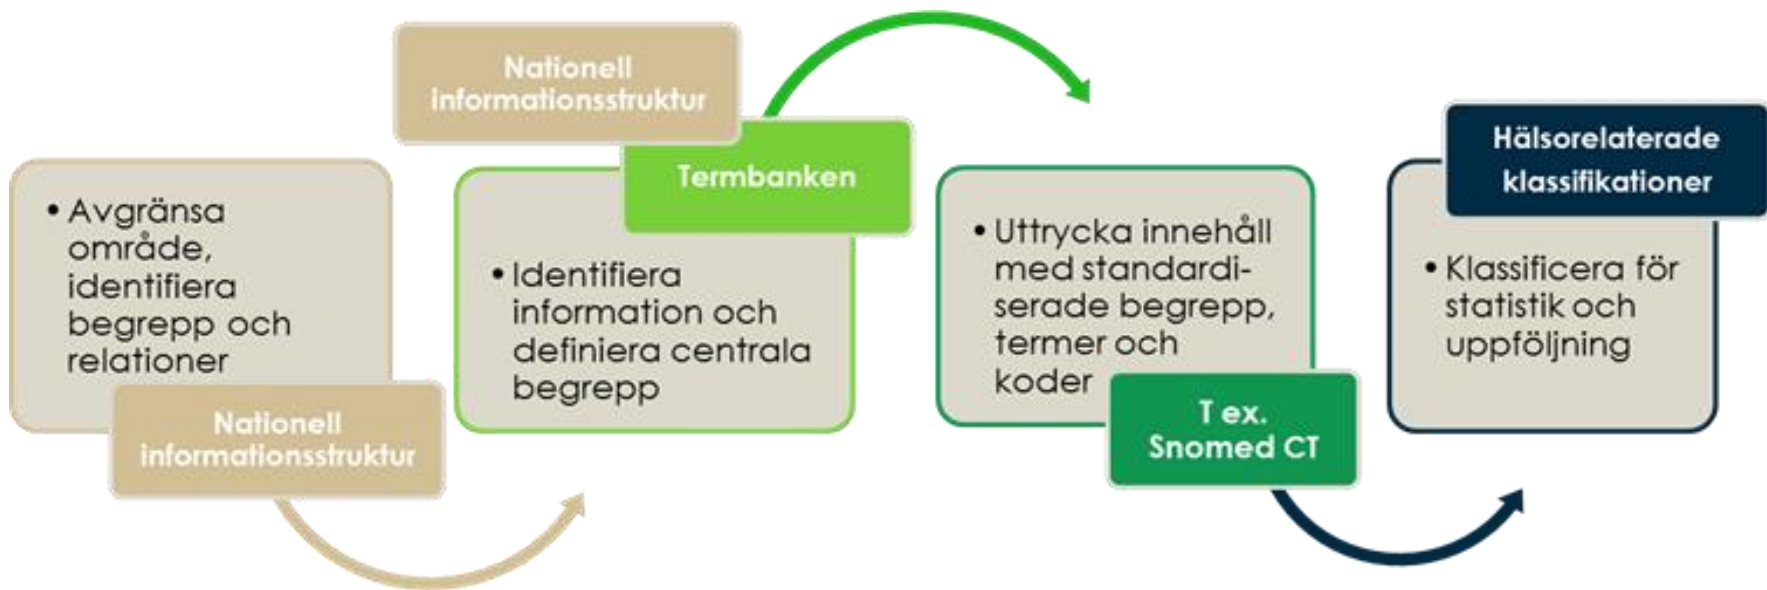 • Avgränsa
område,
identifiera
begrepp och
relationer
Nationell
informationsstruktur
Nationell
informationsstruktur
Termbanken
• Identifiera
information och
definiera centrala
begrepp
• Uttrycka innehåll
med standardi-
serade begrepp,
termer och
koder
T ex.
Snomed CT
Hälsorelaterade
klassifikationer
• Klassificera för
statistik och
uppföljning